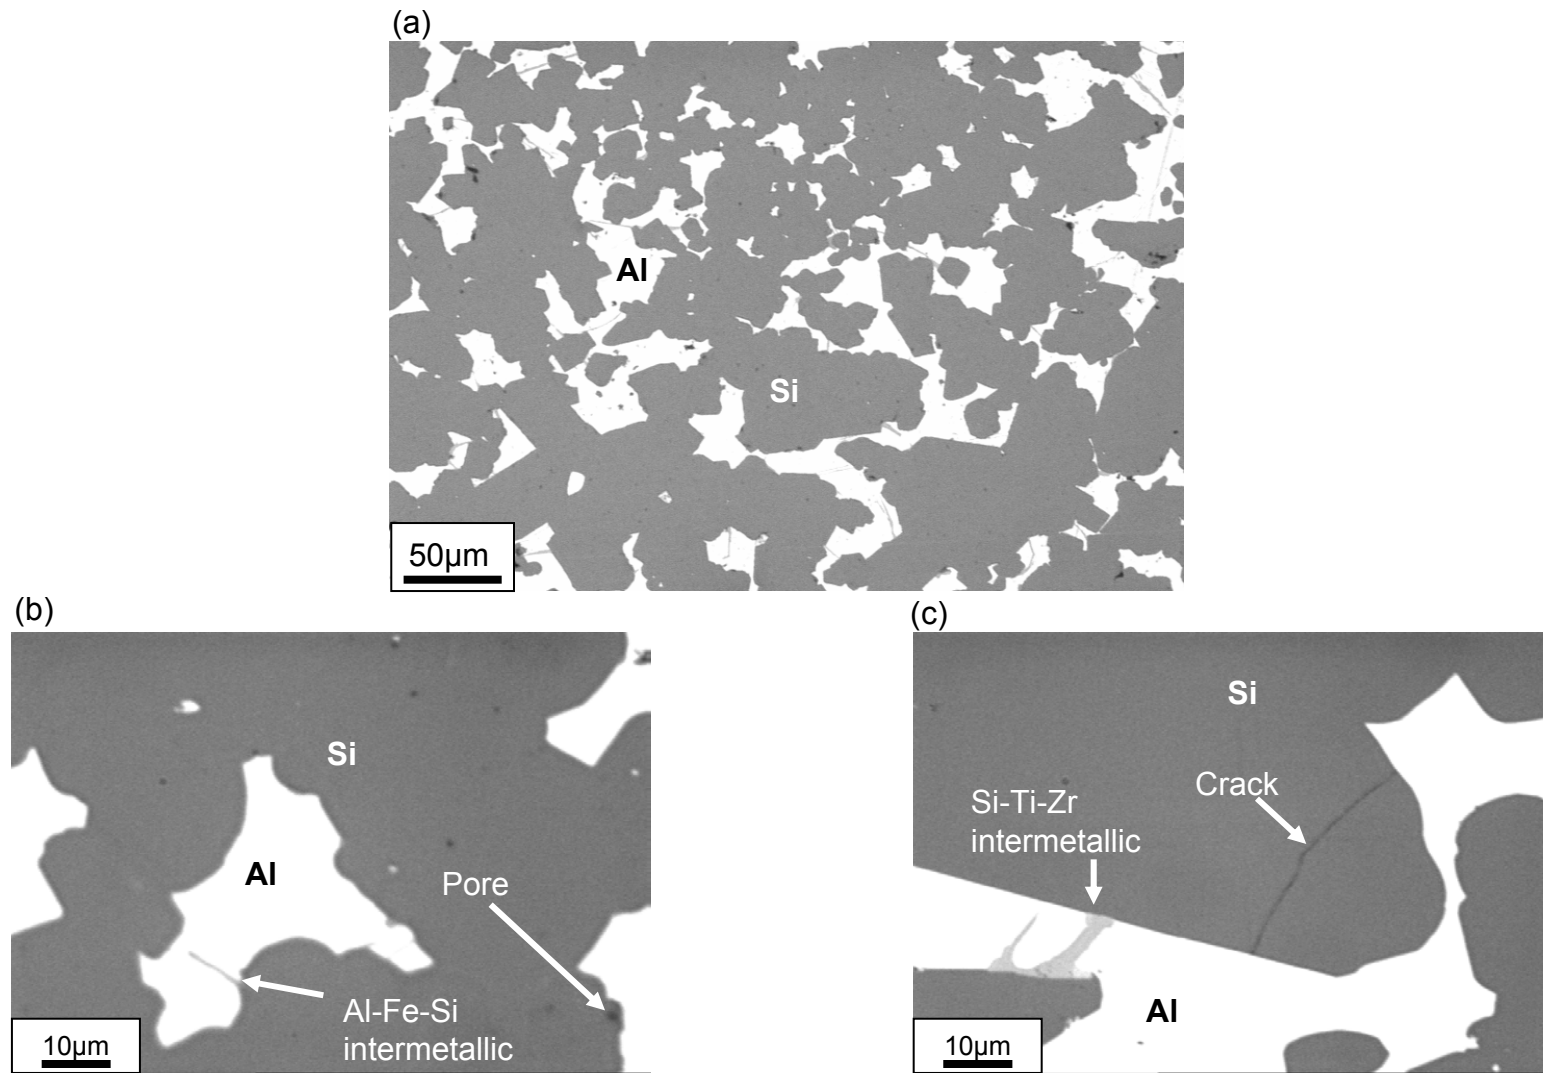 (a)
Al
Si
50µm
(b)
Si
Al
Pore
Al-Fe-Si
intermetallic
10µm
(c)
Si
Crack
Si-Ti-Zr
intermetallic
Al
10µm